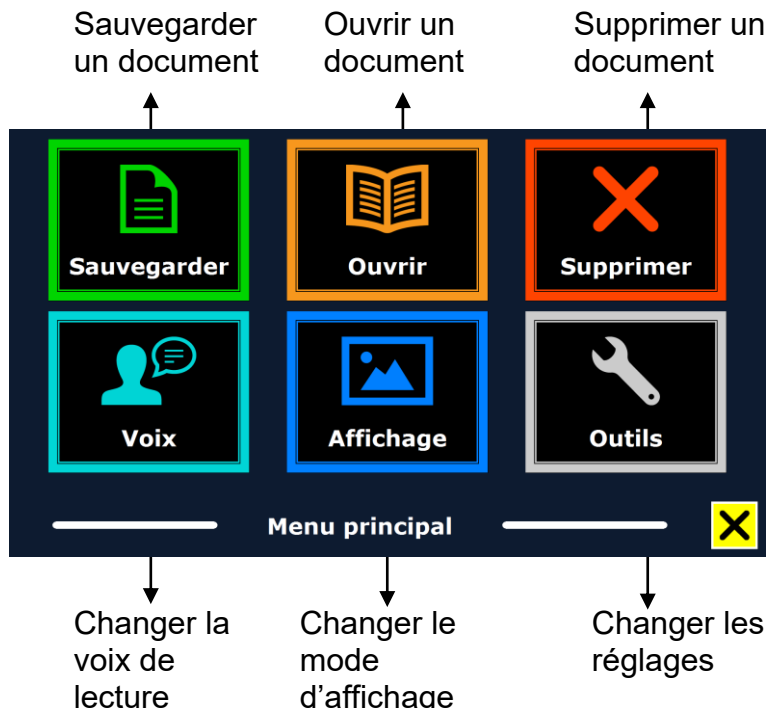 Sauvegarder
un document
Ouvrir un
document
Supprimer un
document
Sauvegarder
Ouvrir
Supprimer
Voix
Affichage
Outils
Menu principal
Changer la
voix de
lecture
Changer le
mode
d’affichage
Changer les
réglages